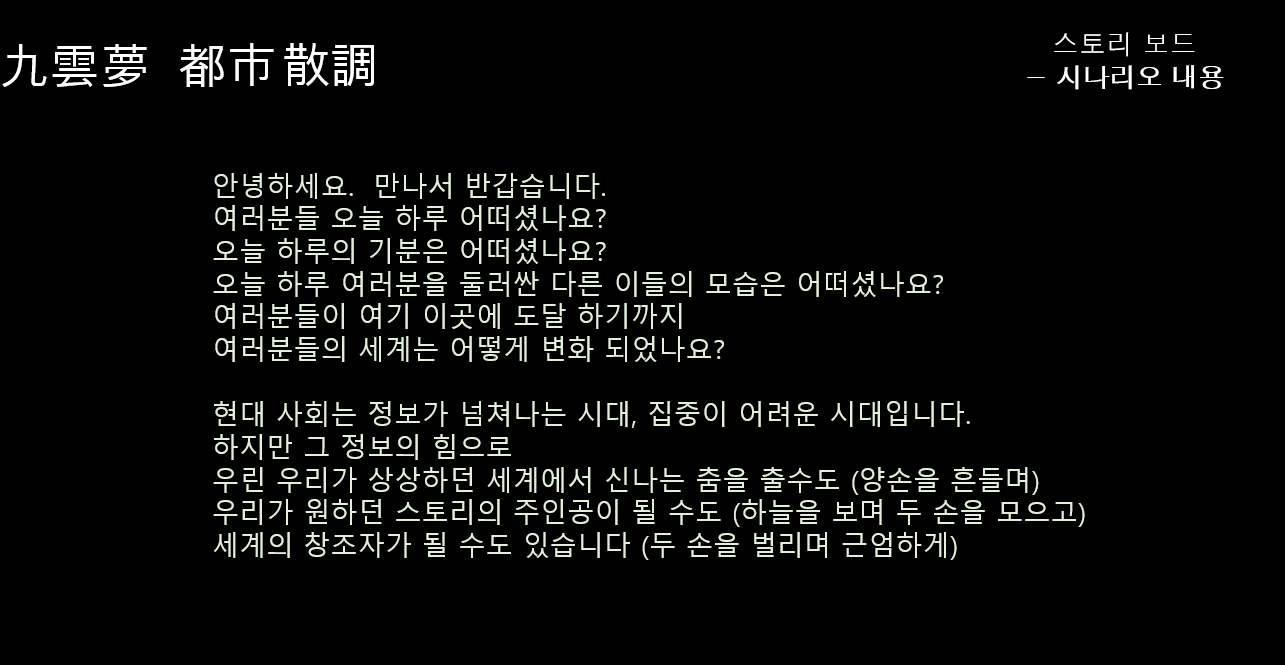 九雲夢 都市散調
스토리 보드
– 시나리오 내용
안녕하세요. 만나서 반갑습니다.
여러분들 오늘 하루 어떠셨나요?
오늘 하루의 기분은 어떠셨나요?
오늘 하루 여러분을 둘러싼 다른 이들의 모습은 어떠셨나요?
여러분들이 여기 이곳에 도달 하기까지
여러분들의 세계는 어떻게 변화 되었나요?
현대 사회는 정보가 넘쳐나는 시대, 집중이 어려운 시대입니다.
하지만 그 정보의 힘으로
우린 우리가 상상하던 세계에서 신나는 춤을 출수도 (양손을 흔들며)
우리가 원하던 스토리의 주인공이 될 수도 (하늘을 보며 두 손을 모으고)
세계의 창조자가 될 수도 있습니다 (두 손을 벌리며 근엄하게)